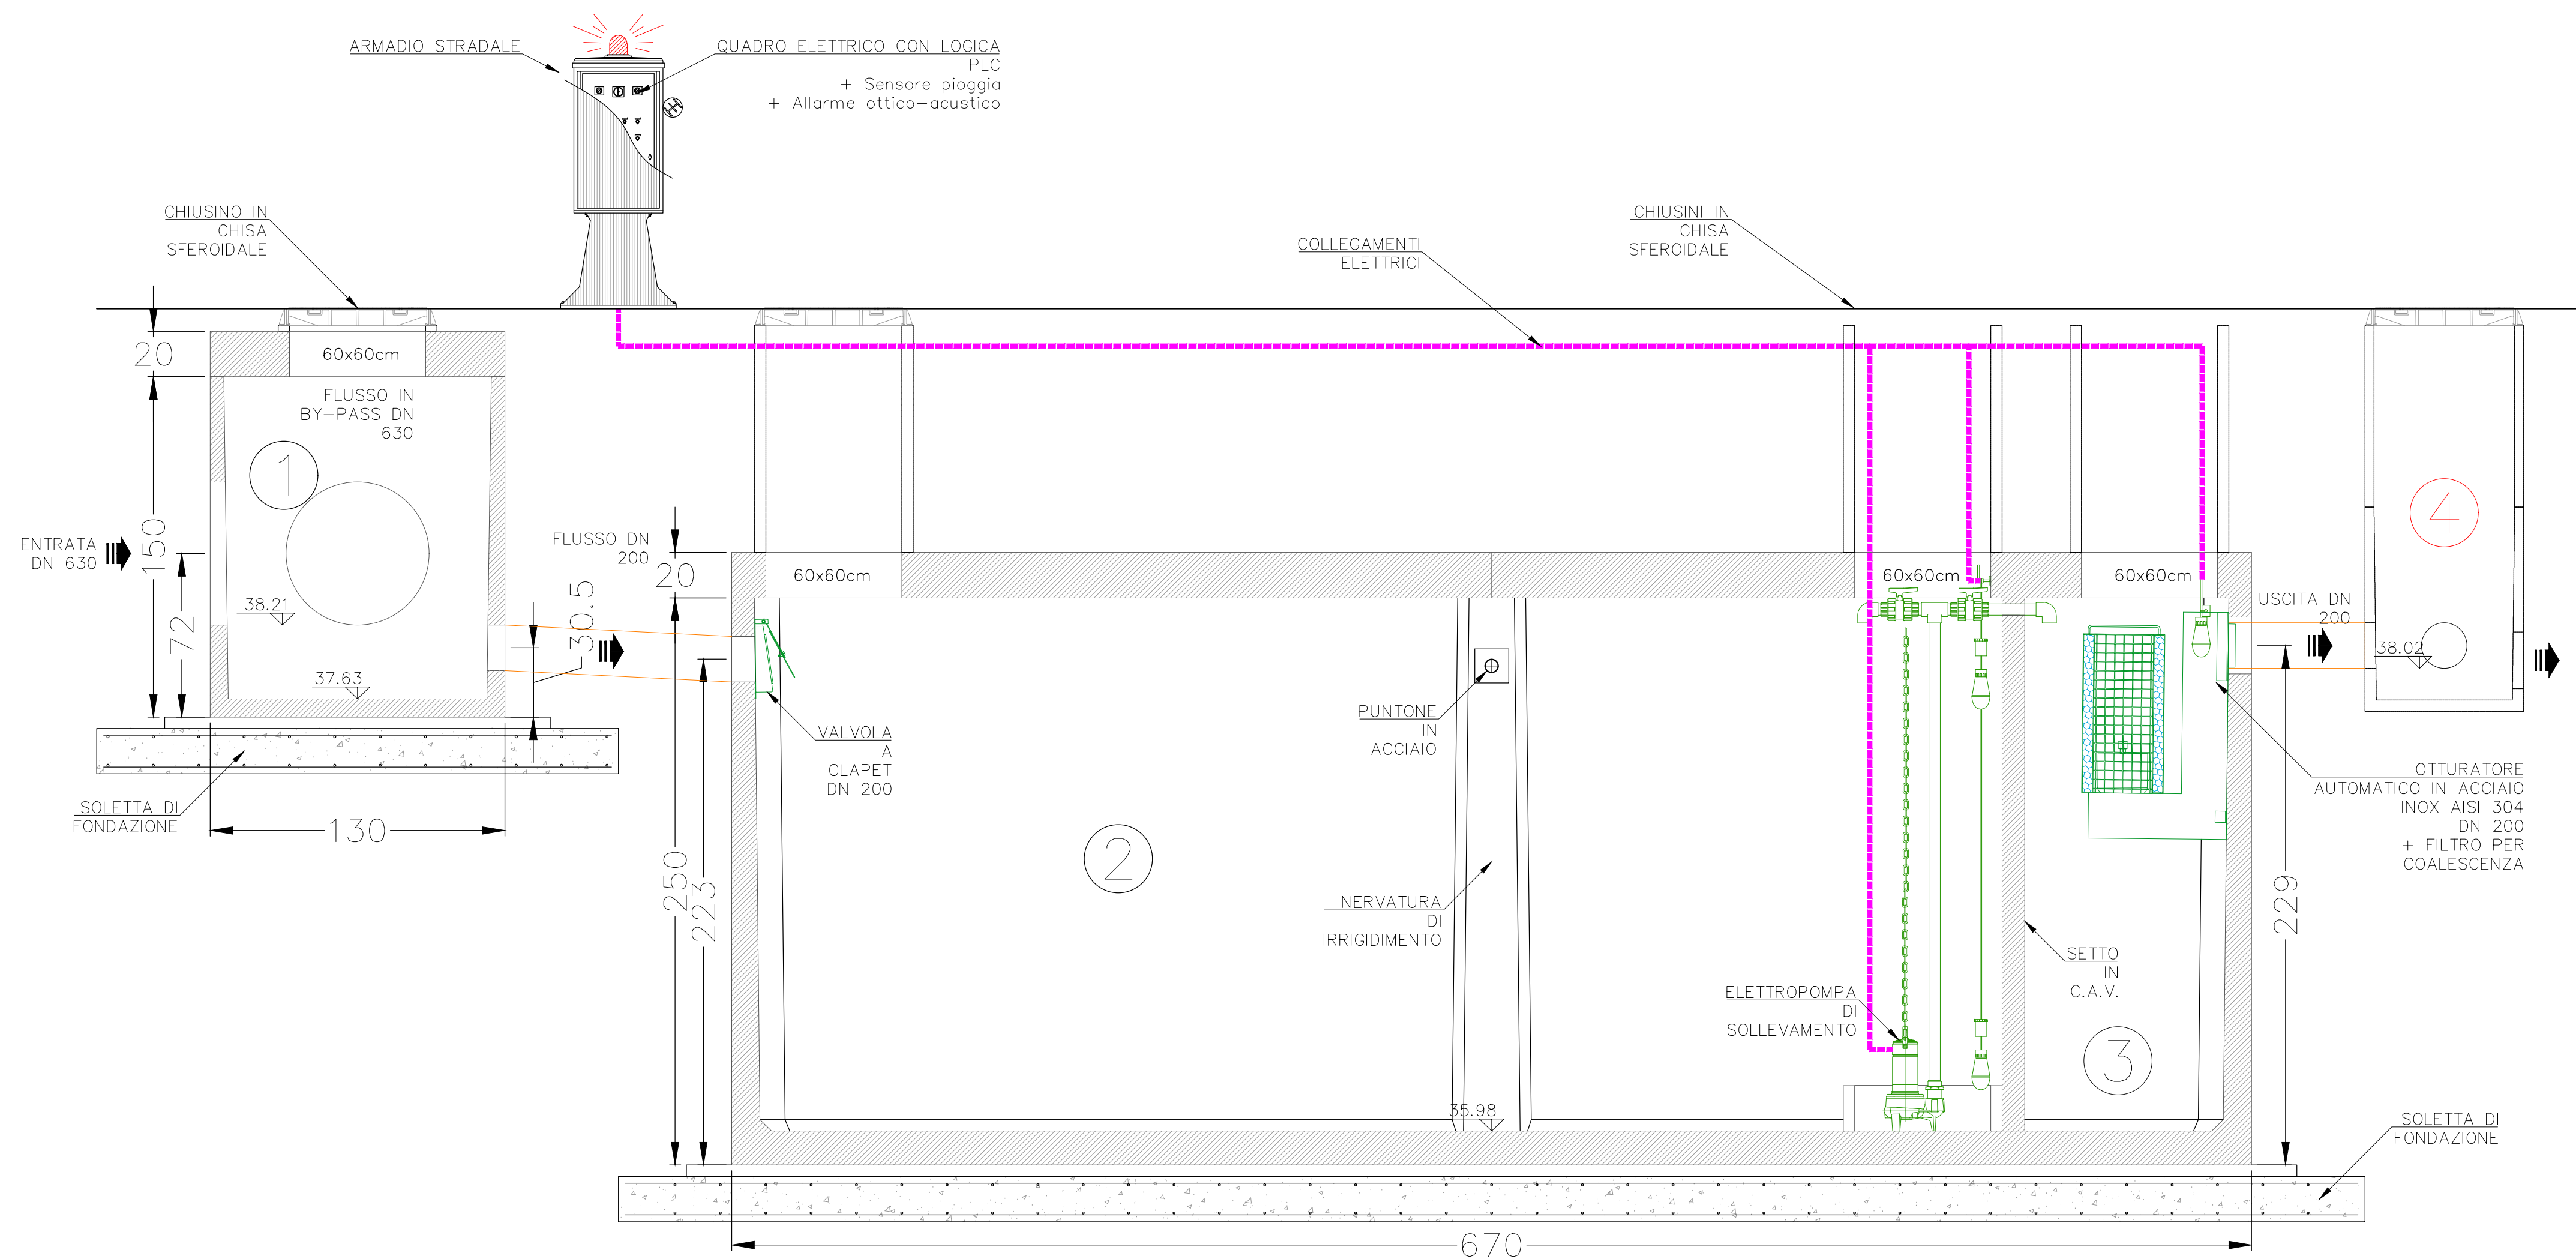 ARMADIO STRADALE
QUADRO ELETTRICO CON LOGICA
PLC
+ Sensore pioggia
+ Allarme ottico-acustico
CHIUSINO IN
GHISA
SFEROIDALE
COLLEGAMENTI
ELETTRICI
CHIUSINI IN
GHISA
SFEROIDALE
20
60x60cm
FLUSSO IN
BY-PASS DN
630
1
150
ENTRATA
DN 630
72
38.21
37.63
30.5
FLUSSO DN
200
20
60x60cm
60x60cm
60x60cm
USCITA DN
200
4
38.02
SOLETTA DI
FONDAZIONE
130
VALVOLA
A
CLAPET
DN 200
250
223
2
PUNTONE
IN
ACCIAIO
NERVATURA
DI
IRRIGIDIMENTO
ELETTROPOMPA
DI
SOLLEVAMENTO
SETTO
IN
C.A.V.
3
OTTURATORE
AUTOMATICO IN ACCIAIO
INOX AISI 304
DN 200
+ FILTRO PER
COALESCENZA
229
35.98
SOLETTA DI
FONDAZIONE
670